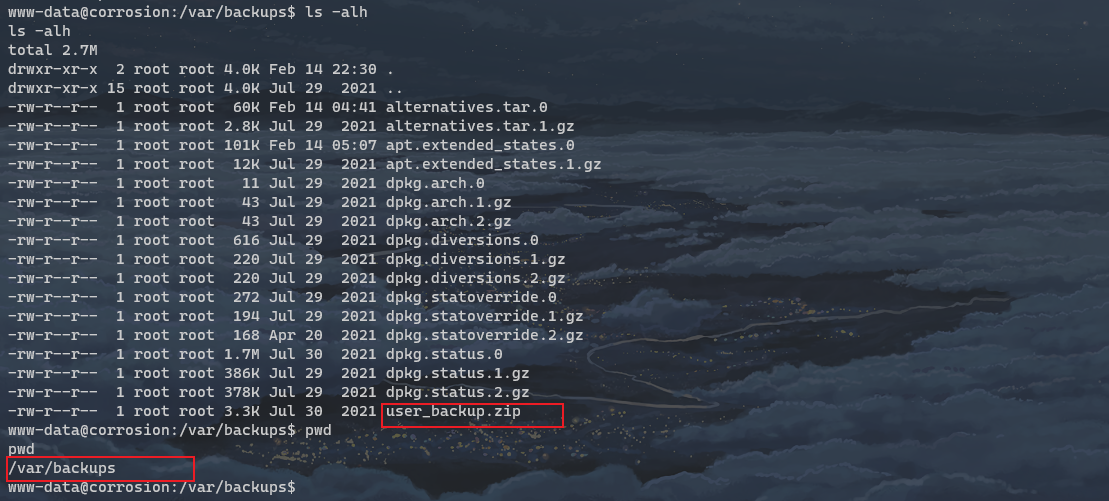 www-data@corrosion:/var/backups$ ls -alh
ls -alh
total 2.7M
drwxr-xr-x  2 root root 4.0K Feb 14 22:30 .
drwxr-xr-x 15 root root 4.0K Jul 29  2021 ..
-rw-r--r--  1 root root  60K Feb 14 04:41 alternatives.tar.0
-rw-r--r--  1 root root 2.8K Jul 29  2021 alternatives.tar.1.gz
-rw-r--r--  1 root root 101K Feb 14 05:07 apt.extended_states.0
-rw-r--r--  1 root root  12K Jul 29  2021 apt.extended_states.1.gz
-rw-r--r--  1 root root   11 Jul 29  2021 dpkg.arch.0
-rw-r--r--  1 root root   43 Jul 29  2021 dpkg.arch.1.gz
-rw-r--r--  1 root root   43 Jul 29  2021 dpkg.arch.2.gz
-rw-r--r--  1 root root  616 Jul 29  2021 dpkg.diversions.0
-rw-r--r--  1 root root  220 Jul 29  2021 dpkg.diversions.1.gz
-rw-r--r--  1 root root  220 Jul 29  2021 dpkg.diversions.2.gz
-rw-r--r--  1 root root  272 Jul 29  2021 dpkg.statoverride.0
-rw-r--r--  1 root root  194 Jul 29  2021 dpkg.statoverride.1.gz
-rw-r--r--  1 root root  168 Apr 20  2021 dpkg.statoverride.2.gz
-rw-r--r--  1 root root 1.7M Jul 30  2021 dpkg.status.0
-rw-r--r--  1 root root 386K Jul 29  2021 dpkg.status.1.gz
-rw-r--r--  1 root root 378K Jul 29  2021 dpkg.status.2.gz
-rw-r--r--  1 root root 3.3K Jul 30  2021 user_backup.zip
www-data@corrosion:/var/backups$ pwd
pwd
/var/backups
www-data@corrosion:/var/backups$